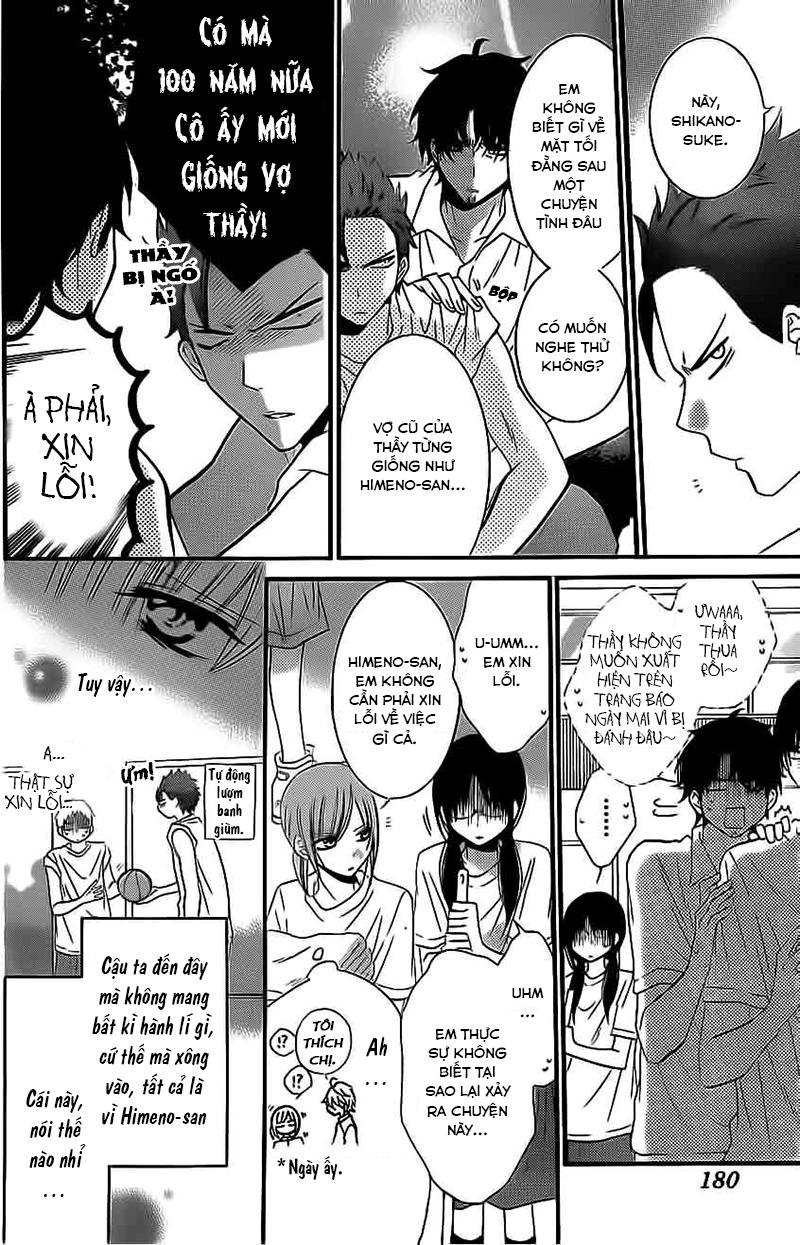 NÀY,
SHIKANO-
SUKE.
EM
KHÔNG
BIẾT GÌ VỀ
MẶT TỐI
ĐẰNG SAU
MỘT
CHUYỆN
TÌNH ĐÂU
CÓ MUỐN
NGHE THỬ
KHÔNG?
BỘP
VỢ CŨ CỦA
THẦY TỪNG
GIỐNG NHƯ
HIMENO-SAN...
CÓ MÀ
100 NĂM NỮA
CÔ ẤY MỚI
GIỐNG VỢ
THẦY!
THẦY
BỊ NGỐ
À!
À PHẢI,
XIN
LỖI!
UWAAA,
THẦY
THUA
RỒI~
THẦY KHÔNG
MUỐN XUẤT
HIỆN TRÊN
TRANG BÁO
NGÀY MAI VÌ BỊ
ĐÁNH ĐÂU~
......
U-UMM...
EM XIN
LỖI.
HIMENO-SAN,
EM KHÔNG
CẦN PHẢI XIN
LỖI VỀ VIỆC
GÌ CẢ.
UHM
...
EM THỰC
SỰ KHÔNG
BIẾT TẠI
SAO LẠI XẢY
RA CHUYỆN
NÀY...
Ah
...
TÔI
THÍCH
CHỊ.
!?
!?
*Ngày ấy.
Tuy vậy...
A...
THẬT SỰ
XIN LỖI...
Ừm!
Tự động
lượm
banh
giùm.
Cậu ta đến đây
mà không mang
bất kì hành lí gì,
cứ thế mà xông
vào, tất cả là
vì Himeno-san
Cái này,
nói thế
nào nhỉ
...
180